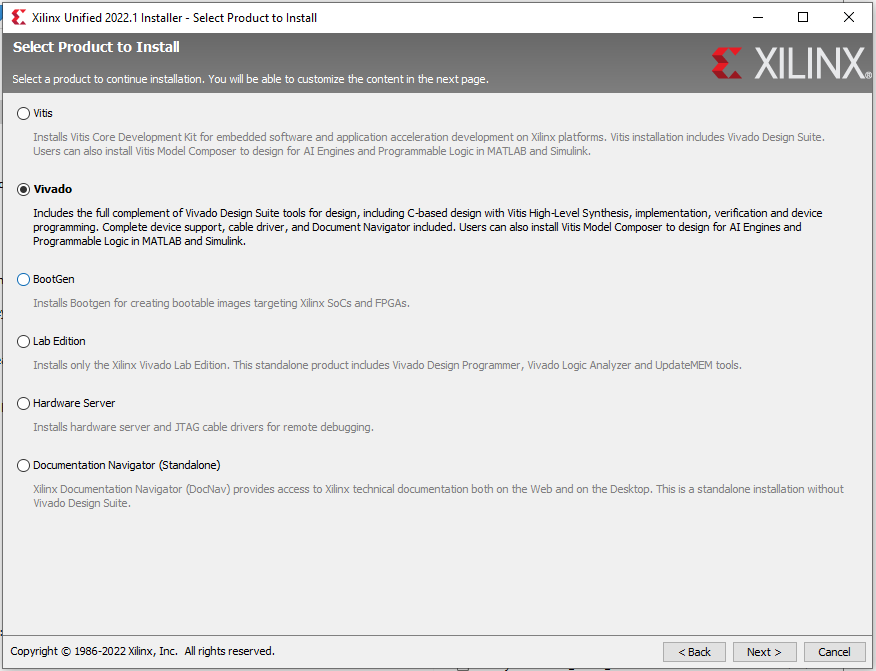 Xilinx Unified 2022.1 Installer - Select Product to Install
Select Product to Install
Select a product to continue installation. You will be able to customize the content in the next page.
XILINX®
Vitis
Installs Vitis Core Development Kit for embedded software and application acceleration development on Xilinx platforms. Vitis installation includes Vivado Design Suite.
Users can also install Vitis Model Composer to design for AI Engines and Programmable Logic in MATLAB and Simulink.
Vivado
Includes the full complement of Vivado Design Suite tools for design, including C-based design with Vitis High-Level Synthesis, implementation, verification and device
programming. Complete device support, cable driver, and Document Navigator included. Users can also install Vitis Model Composer to design for AI Engines and
Programmable Logic in MATLAB and Simulink.
BootGen
Installs Bootgen for creating bootable images targeting Xilinx SoCs and FPGAs.
Lab Edition
Installs only the Xilinx Vivado Lab Edition. This standalone product includes Vivado Design Programmer, Vivado Logic Analyzer and UpdateMEM tools.
Hardware Server
Installs hardware server and JTAG cable drivers for remote debugging.
Documentation Navigator (Standalone)
Xilinx Documentation Navigator (DocNav) provides access to Xilinx technical documentation both on the Web and on the Desktop. This is a standalone installation without
Vivado Design Suite.
Copyright © 1986-2022 Xilinx, Inc. All rights reserved.
< Back
Next >
Cancel